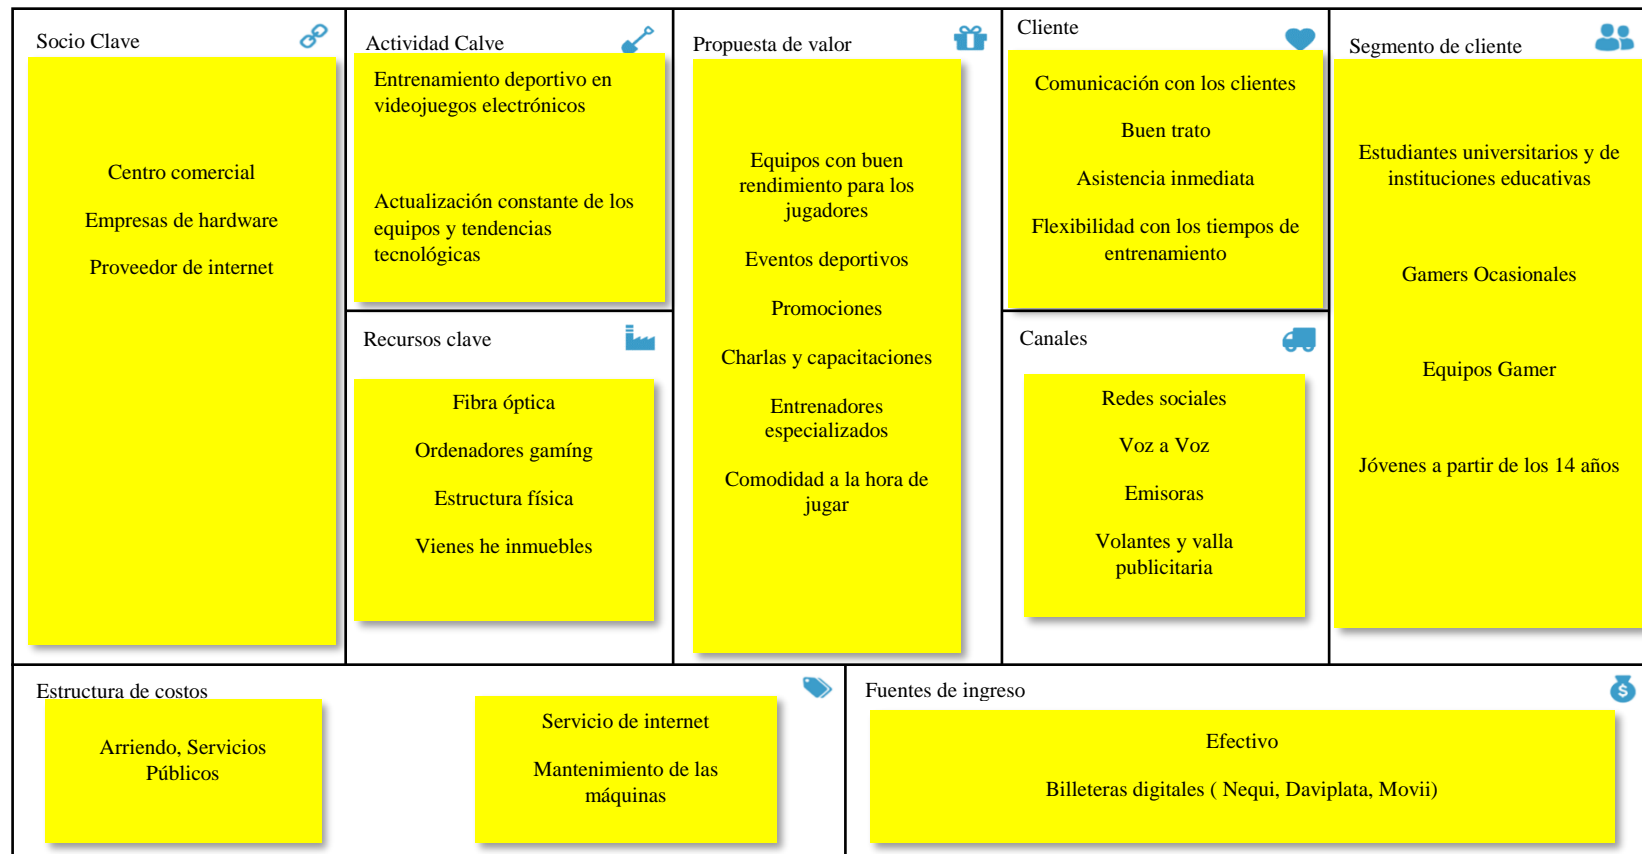 Socio Clave
Centro comercial
Empresas de hardware
Proveedor de internet
Actividad Calve
Entrenamiento deportivo en
videojuegos electrónicos
Actualización constante de los
equipos y tendencias
tecnológicas
Recursos clave
Fibra óptica
Ordenadores gamíng
Estructura física
Vienes he inmuebles
Propuesta de valor
Equipos con buen
rendimiento para los
jugadores
Eventos deportivos
Promociones
Charlas y capacitaciones
Entrenadores
especializados
Comodidad a la hora de
jugar
Cliente
Comunicación con los clientes
Buen trato
Asistencia inmediata
Flexibilidad con los tiempos de
entrenamiento
Canales
Redes sociales
Voz a Voz
Emisoras
Volantes y valla
publicitaria
Segmento de cliente
Estudiantes universitarios y de
instituciones educativas
Gamers Ocasionales
Equipos Gamer
Jóvenes a partir de los 14 años
Estructura de costos
Arriendo, Servicios
Públicos
Servicio de internet
Mantenimiento de las
máquinas
Fuentes de ingreso
Efectivo
Billeteras digitales ( Nequi, Daviplata, Movii)